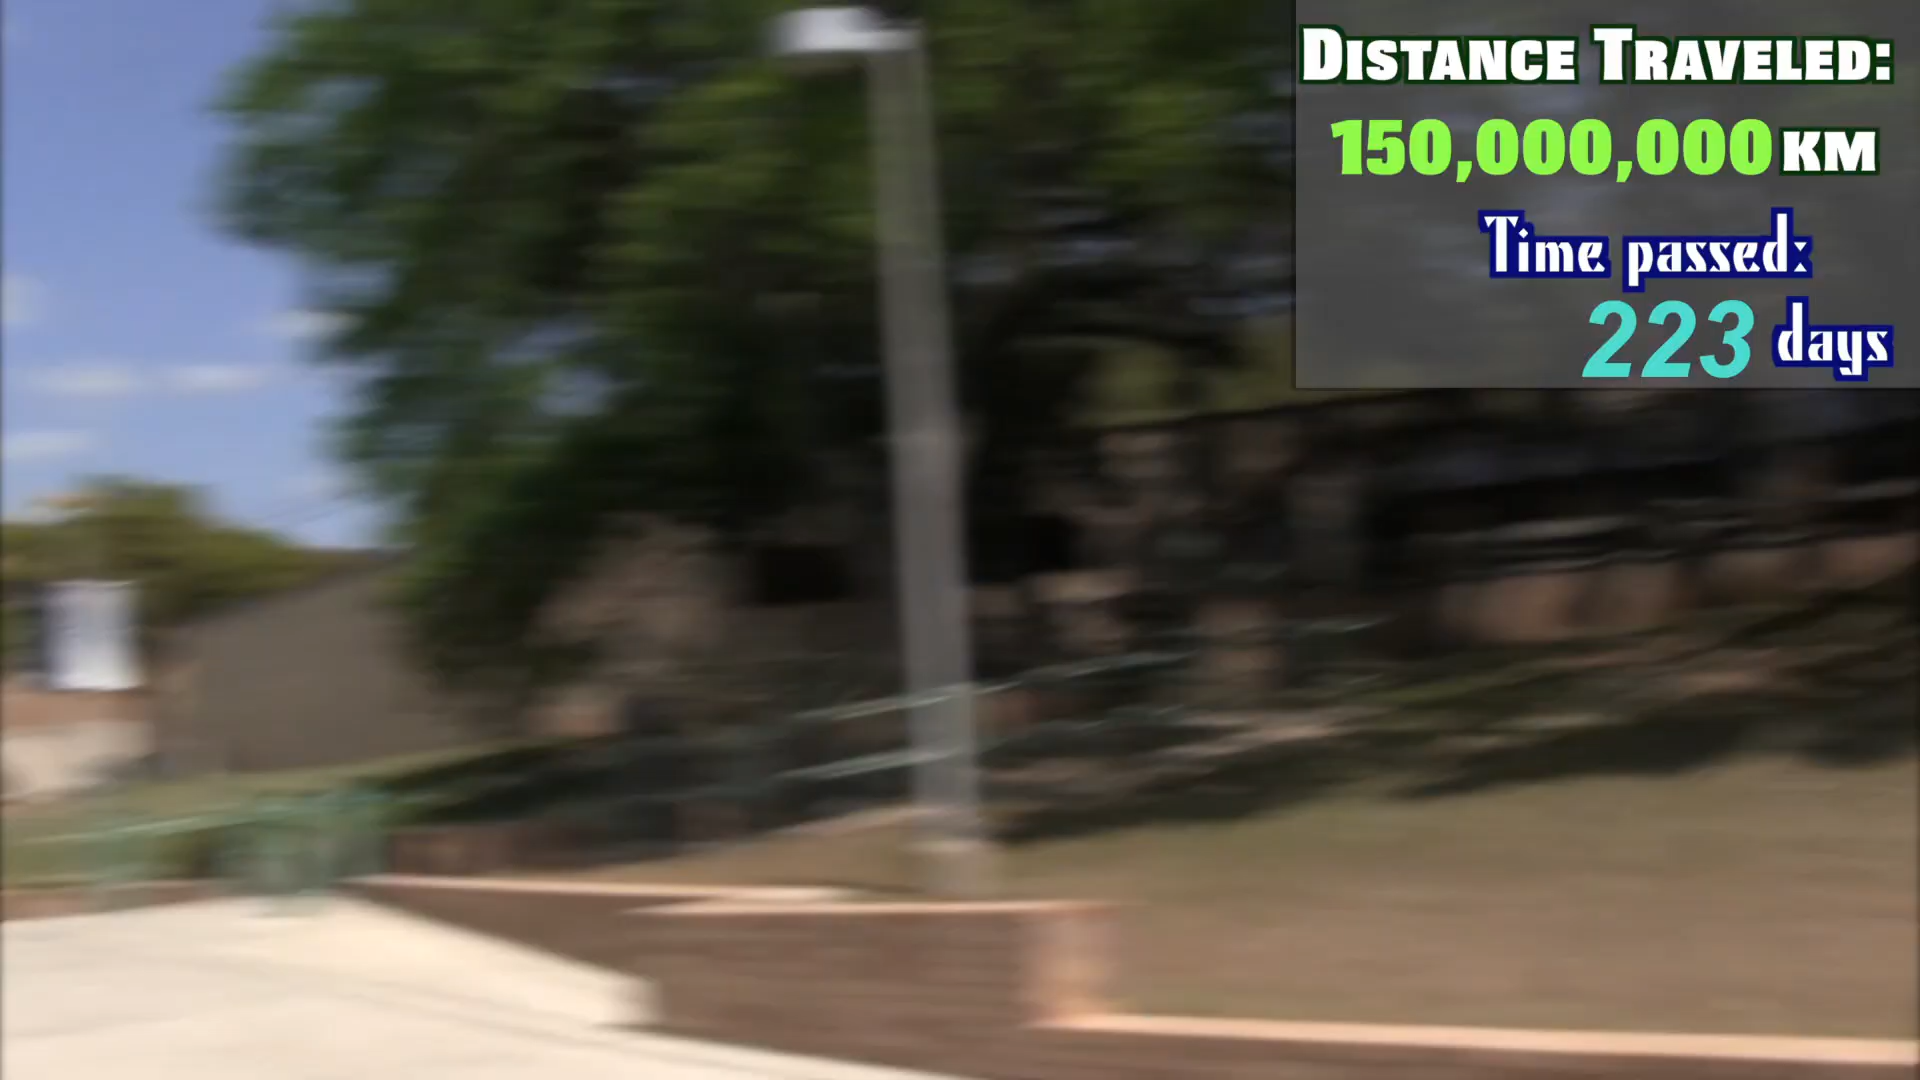 DISTANCE TRAVELED:
150,000,000 KM
Time passed:
223 days